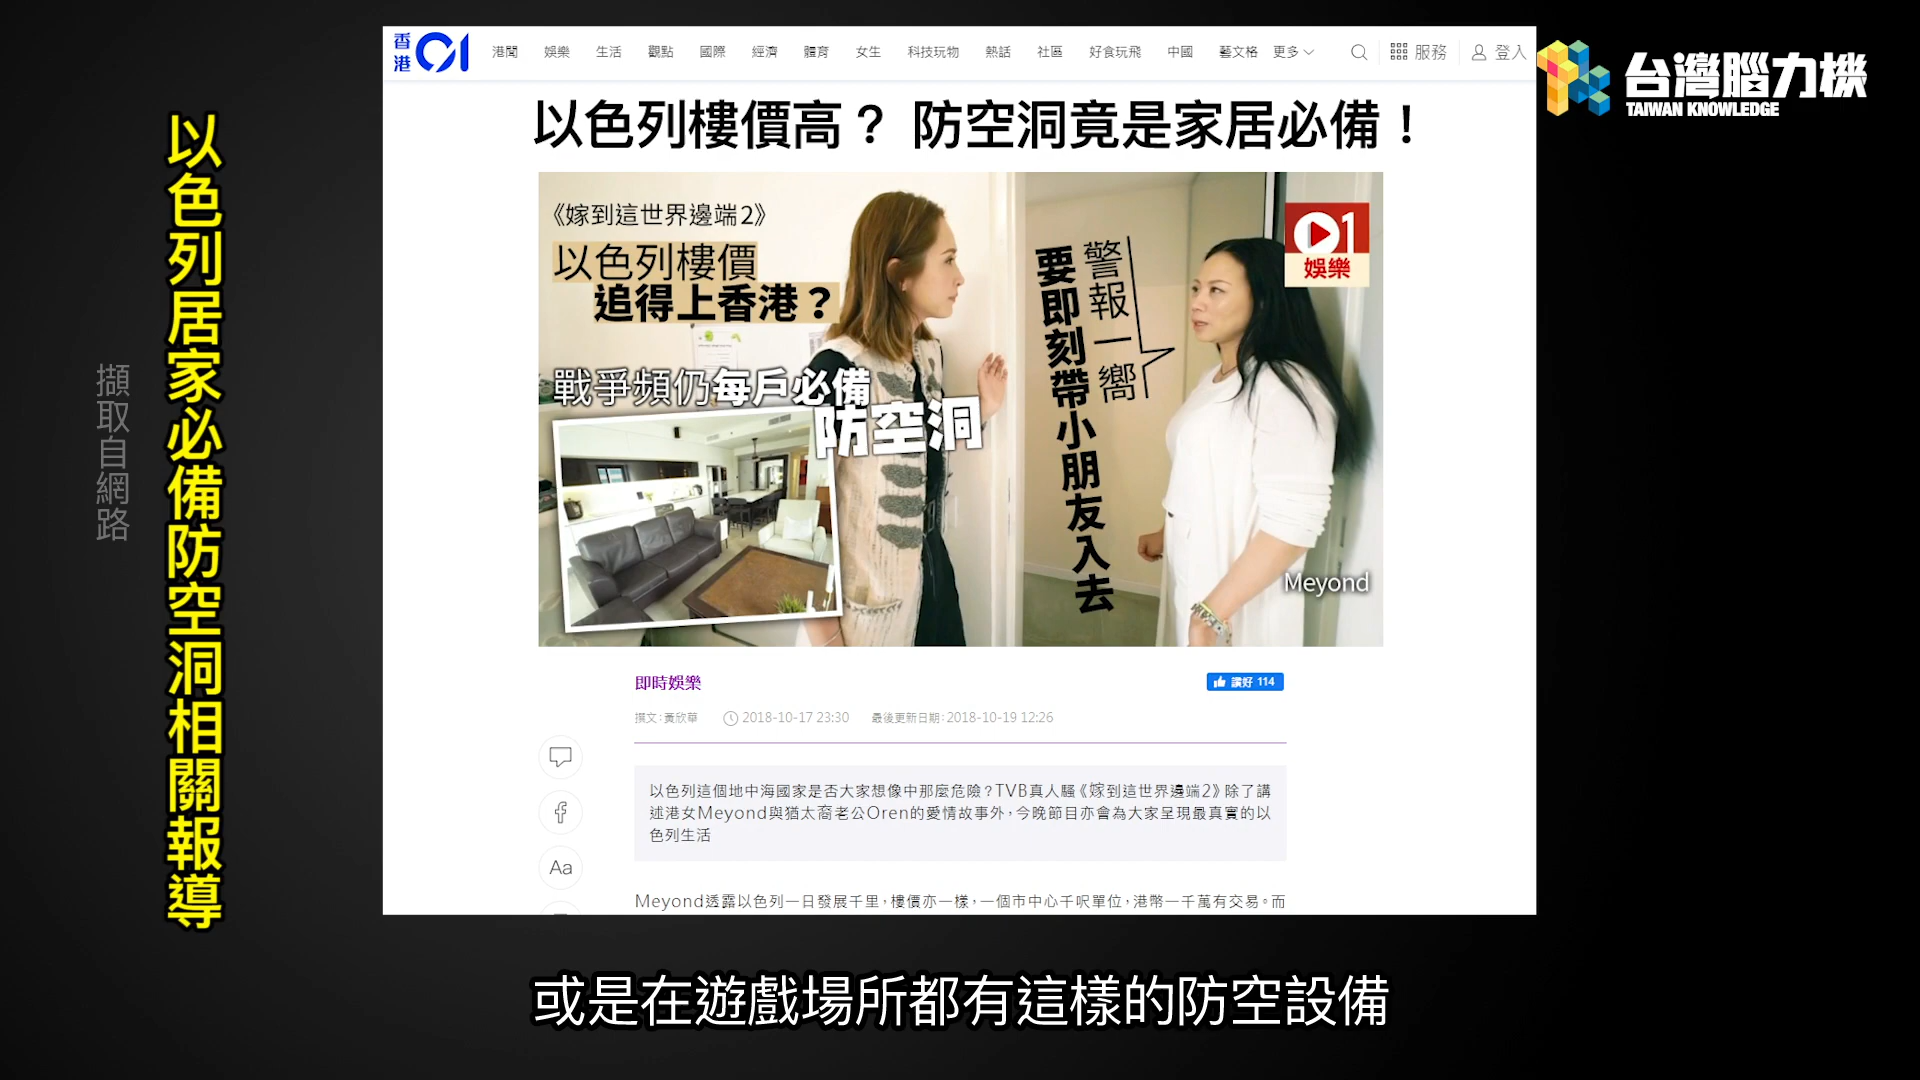 香港01
港聞 娛樂 生活 觀點 國際 經濟 體育 女生 科技玩物 熱話 社區 好食玩飛 中國 藝文格 更多 服務 登入
台灣腦力機
TAIWAN KNOWLEDGE
以色列居家必備防空洞相關報導
擷取自網路
以色列樓價高？ 防空洞竟是家居必備！
《嫁到這世界邊端2》
以色列樓價
追得上香港？
戰爭頻仍每戶必備
防空洞
警報一嚮
要即刻帶小朋友入去
01
娛樂
Meyond
即時娛樂
讚好 114
撰文：黃欣華 2018-10-17 23:30 最後更新日期：2018-10-19 12:26
以色列這個地中海國家是否大家想像中那麼危險？TVB真人騷《嫁到這世界邊端2》除了講
述港女Meyond與猶太裔老公Oren的愛情故事外，今晚節目亦會為大家呈現最真實的以
色列生活
Aa
Meyond透露以色列一日發展千里，樓價亦一樣，一個市中心千呎單位，港幣一千萬有交易。而
或是在遊戲場所都有這樣的防空設備